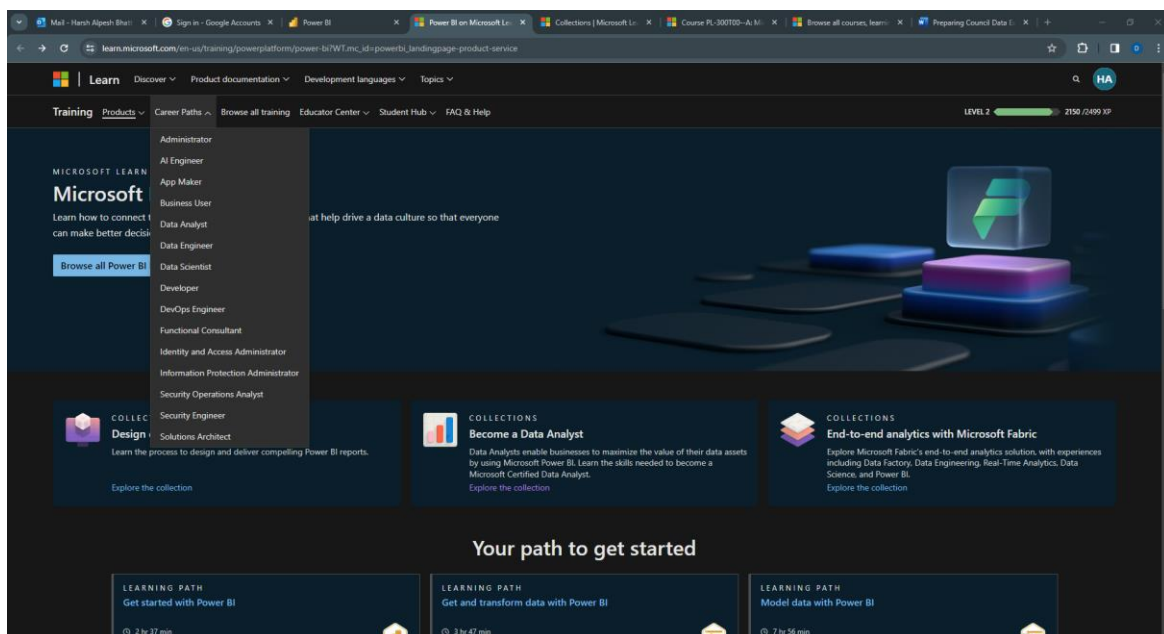 Mail - Harsh Alpesh Bhatt
Sign in - Google Accounts
Power BI
Power BI on Microsoft Le
Collections | Microsoft Le
Course PL-300T00--A: Mi
Browse all courses, learnin
Preparing Council Data
learn.microsoft.com/en-us/training/powerplatform/power-bi?WT.mc_id=powerbi_landingpage-product-service
D
Learn Discover Product documentation Development languages Topics
HA
Training Products Career Paths Browse all training Educator Center Student Hub FAQ & Help
LEVEL 2 2150 /2499 XP
Administrator
AI Engineer
App Maker
Business User
Data Analyst
Data Engineer
Data Scientist
Developer
DevOps Engineer
Functional Consultant
Identity and Access Administrator
Information Protection Administrator
Security Operations Analyst
Security Engineer
Solutions Architect
MICROSOFT LEARN
Microsoft
Learn how to connect t at help drive a data culture so that everyone
can make better decisi
Browse all Power BI
COLLEC
Design
Learn the process to design and deliver compelling Power BI reports.
Explore the collection
COLLECTIONS
Become a Data Analyst
Data Analysts enable businesses to maximize the value of their data assets
by using Microsoft Power BI. Learn the skills needed to become a
Microsoft Certified Data Analyst.
Explore the collection
COLLECTIONS
End-to-end analytics with Microsoft Fabric
Explore Microsoft Fabric's end-to-end analytics solution, with experiences
including Data Factory, Data Engineering, Real-Time Analytics, Data
Science, and Power BI.
Explore the collection
Your path to get started
LEARNING PATH
Get started with Power BI
2 hr 37 min
LEARNING PATH
Get and transform data with Power BI
3 hr 47 min
LEARNING PATH
Model data with Power BI
7 hr 56 min